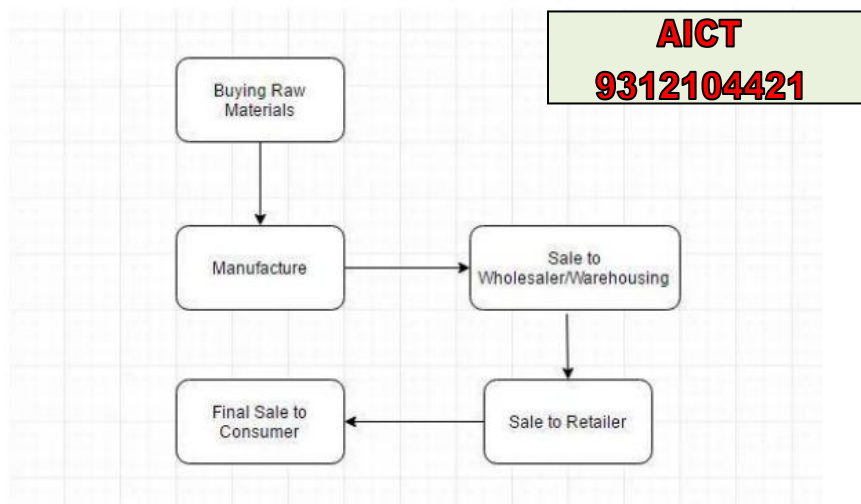 AICT
9312104421
Buying Raw
Materials
Manufacture
Sale to
Wholesaler/Warehousing
Final Sale to
Consumer
Sale to Retailer